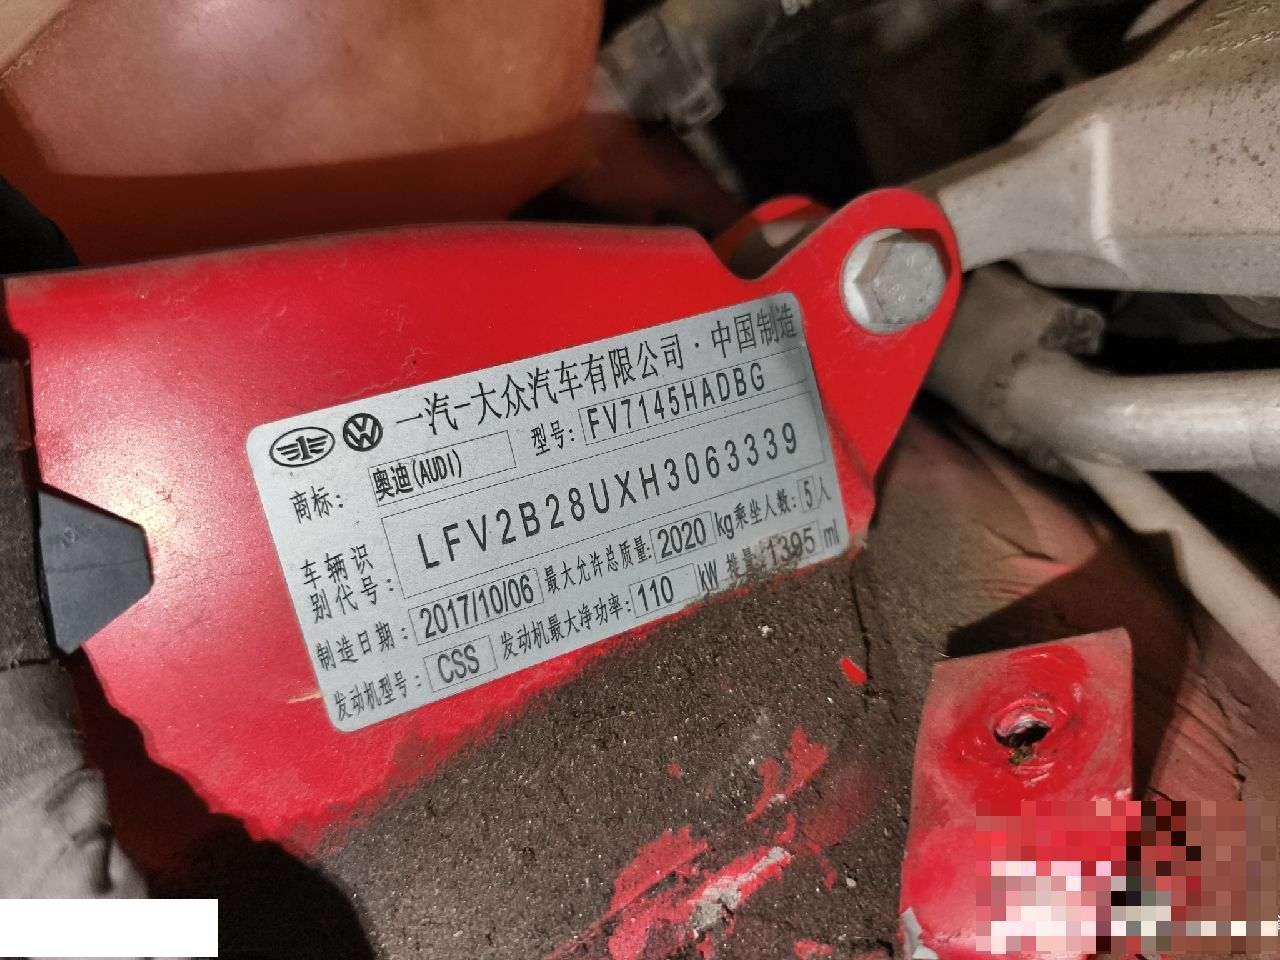 一汽-大众汽车有限公司·中国制造
商标: 奥迪(AUDI) 型号: FV7145HADBG
车辆识别代号: LFV2B28UXH3063339
制造日期: 2017/10/06 最大允许总质量: 2020 kg 乘坐人数: 5 人
发动机型号: CSS 发动机最大净功率: 110 kW 排量: 1395 ml